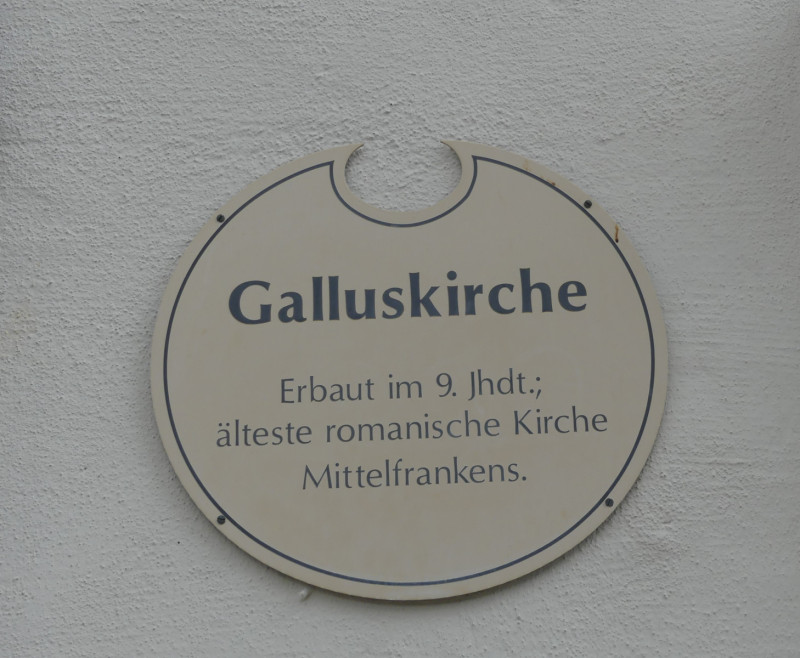 Galluskirche
Erbaut im 9. Jhdt.;
älteste romanische Kirche
Mittelfrankens.